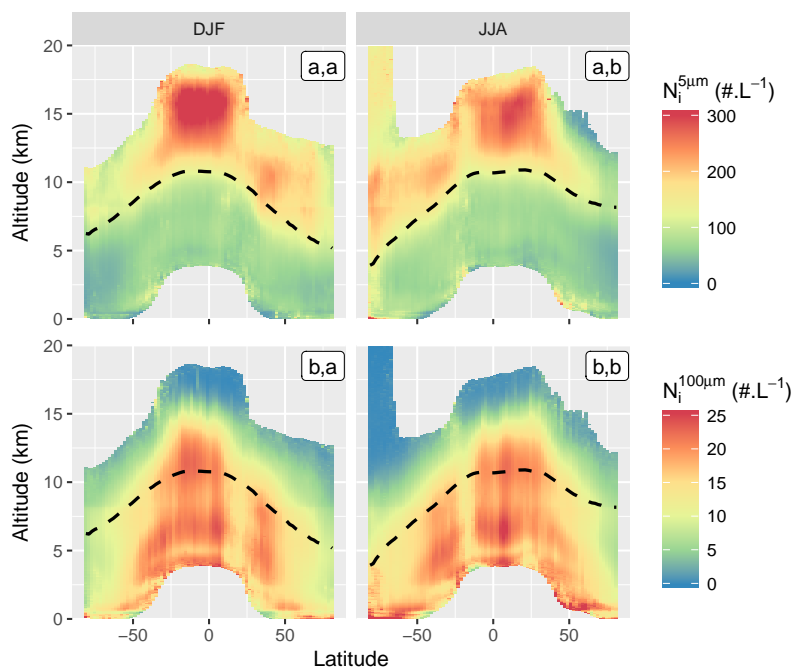 DJF JJA
20
15
10
5
0
Altitude (km)
a,a
a,b
N_i^{5μm} (#.L^{−1})
300
200
100
0
20
15
10
5
0
Altitude (km)
b,a
b,b
N_i^{100μm} (#.L^{−1})
25
20
15
10
5
0
−50 0 50 −50 0 50
Latitude